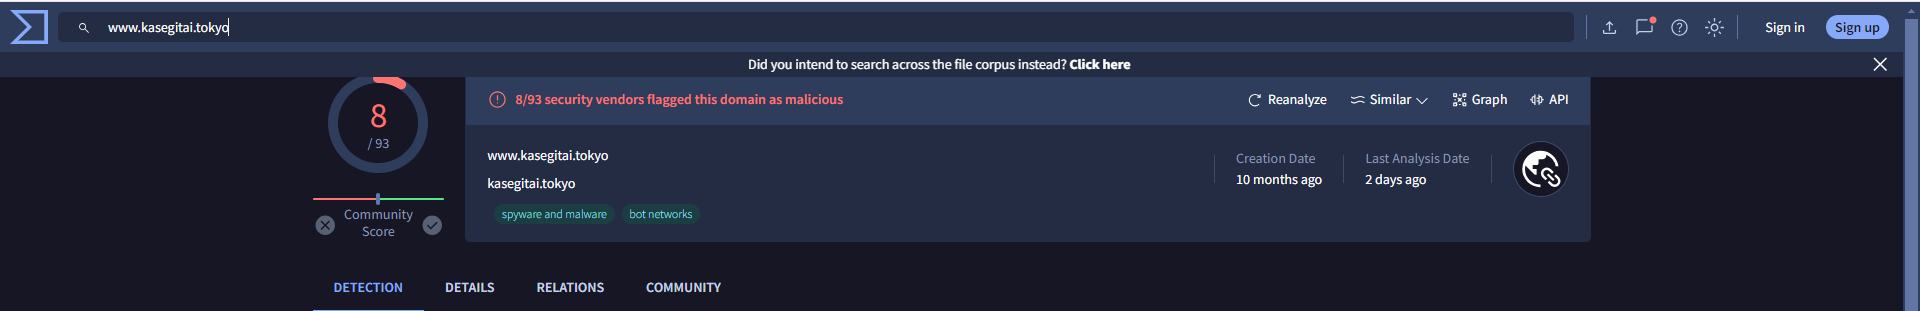 www.kasegitai.tokyo
Sign in
Sign up
Did you intend to search across the file corpus instead? Click here
8
/ 93
Community
Score
8/93 security vendors flagged this domain as malicious
Reanalyze
Similar
Graph
API
www.kasegitai.tokyo
kasegitai.tokyo
spyware and malware
bot networks
Creation Date
10 months ago
Last Analysis Date
2 days ago
DETECTION
DETAILS
RELATIONS
COMMUNITY